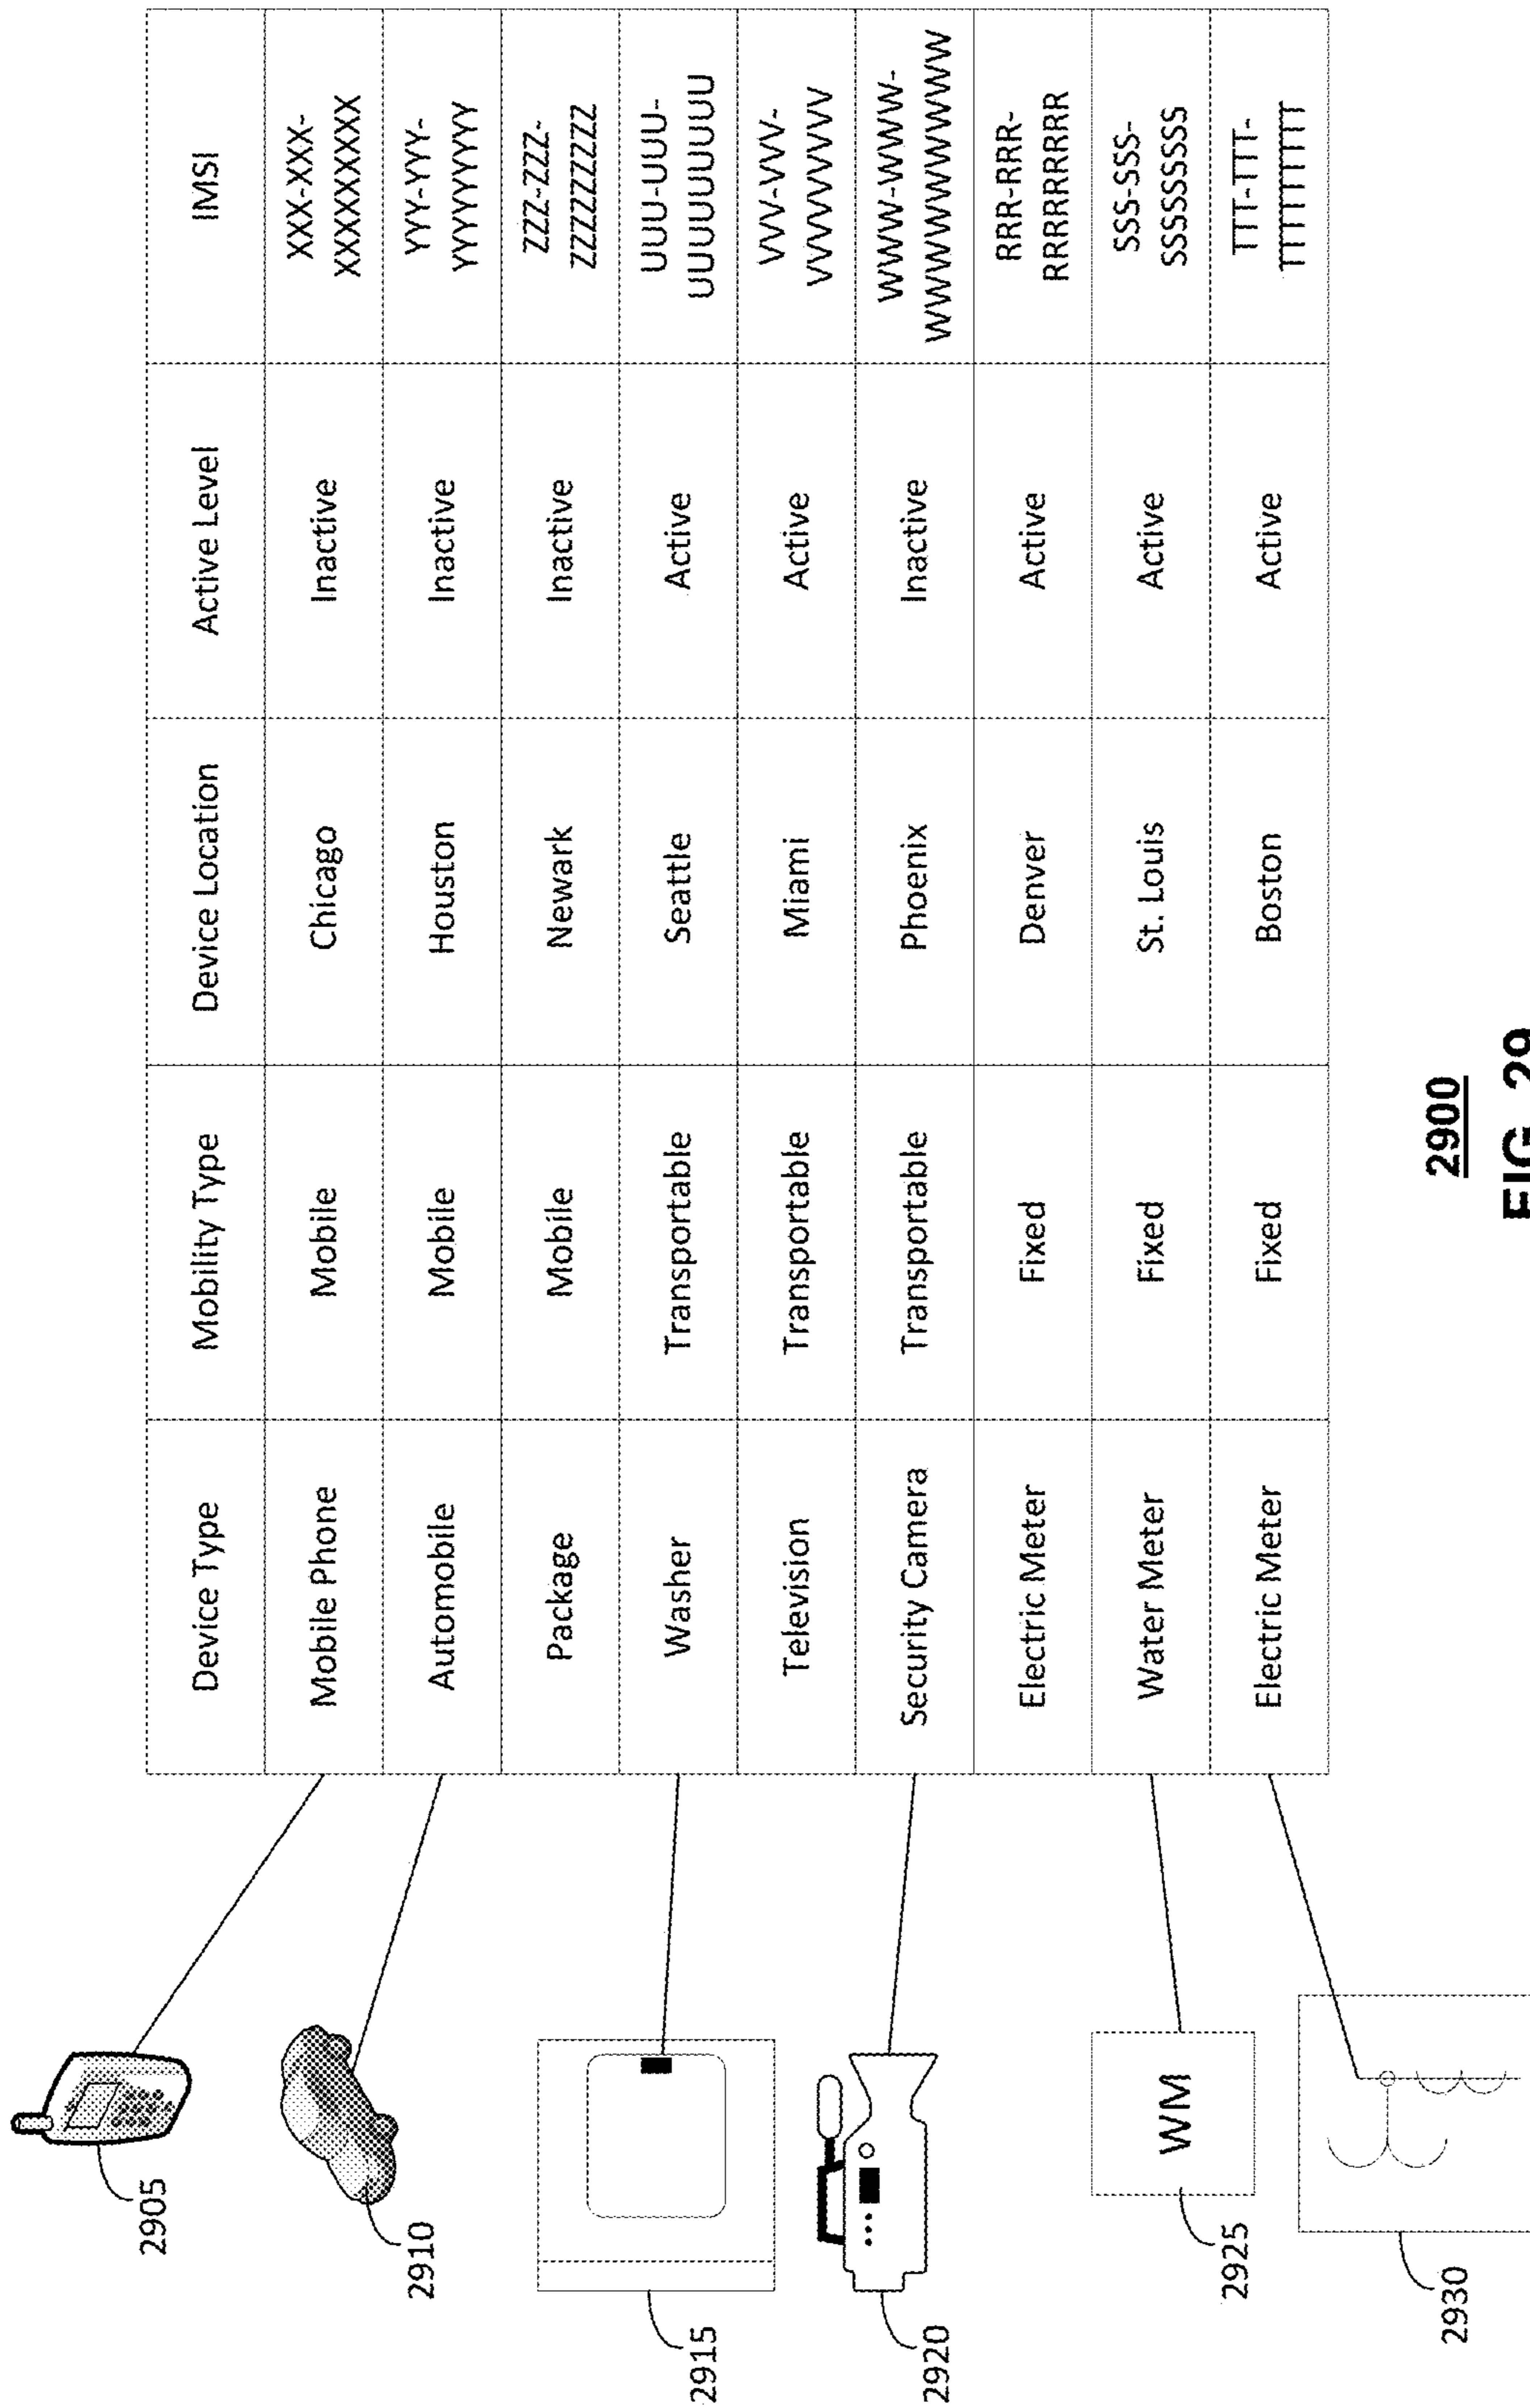 Device Type Mobility Type Device Location Active Level IMSI
2905
Mobile Phone Mobile Chicago Inactive XXX-XXX-
XXXXXXXXX
2910
Automobile Mobile Houston Inactive YYY-YYY-
YYYYYYYYY
Package Mobile Newark Inactive ZZZ-ZZZ-
ZZZZZZZZZ
2915
Washer Transportable Seattle Active UUU-UUU-
UUUUUUUUU
Television Transportable Miami Active VVV-VVV-
VVVVVVVVV
2920
Security Camera Transportable Phoenix Inactive WWW-WWW-
WWWWWWWWW
Electric Meter Fixed Denver Active RRR-RRR-
RRRRRRRRR
2925
WM
Water Meter Fixed St. Louis Active SSS-SSS-
SSSSSSSSS
2930
Electric Meter Fixed Boston Active TTT-TTT-
TTTTTTTTT
2900
FIG. 29